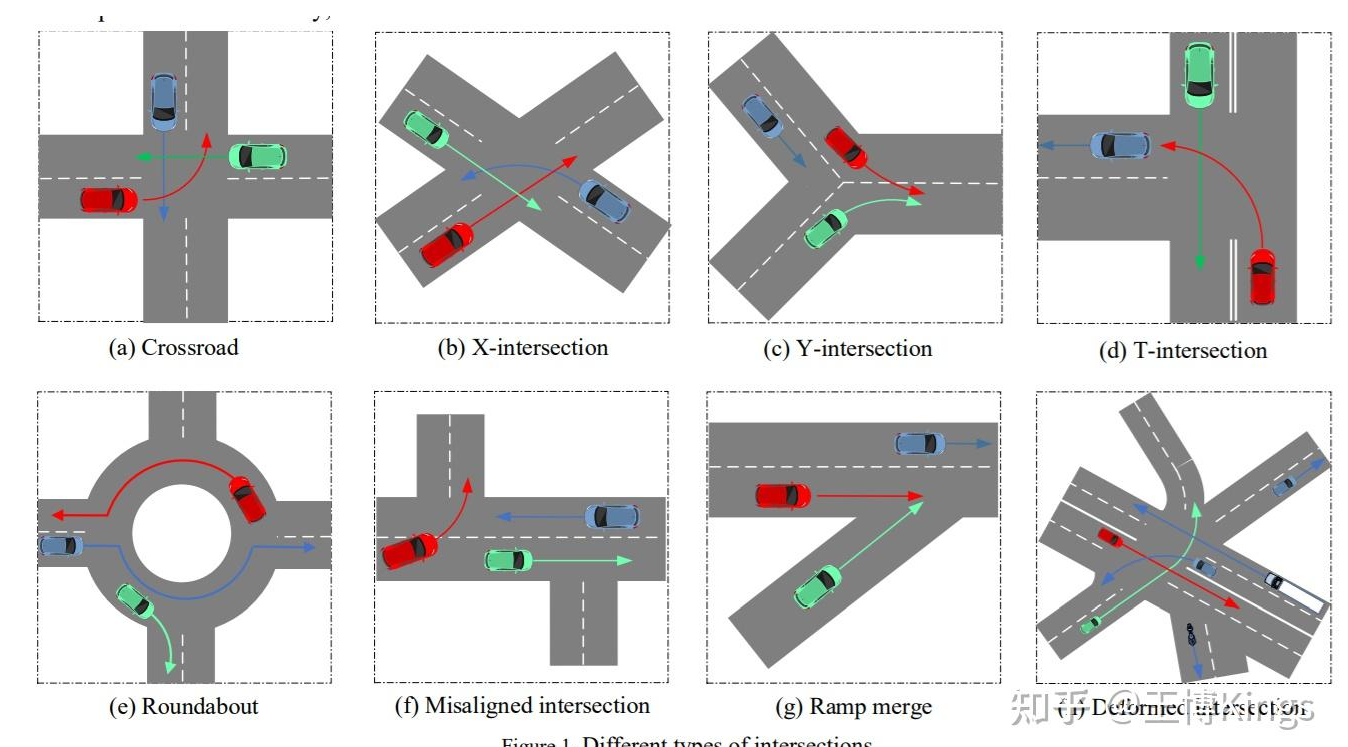 (a) Crossroad
(b) X-intersection
(c) Y-intersection
(d) T-intersection
(e) Roundabout
(f) Misaligned intersection
(g) Ramp merge
Deformed intersection
知乎 @王博Kings
Figure 1. Different types of intersections